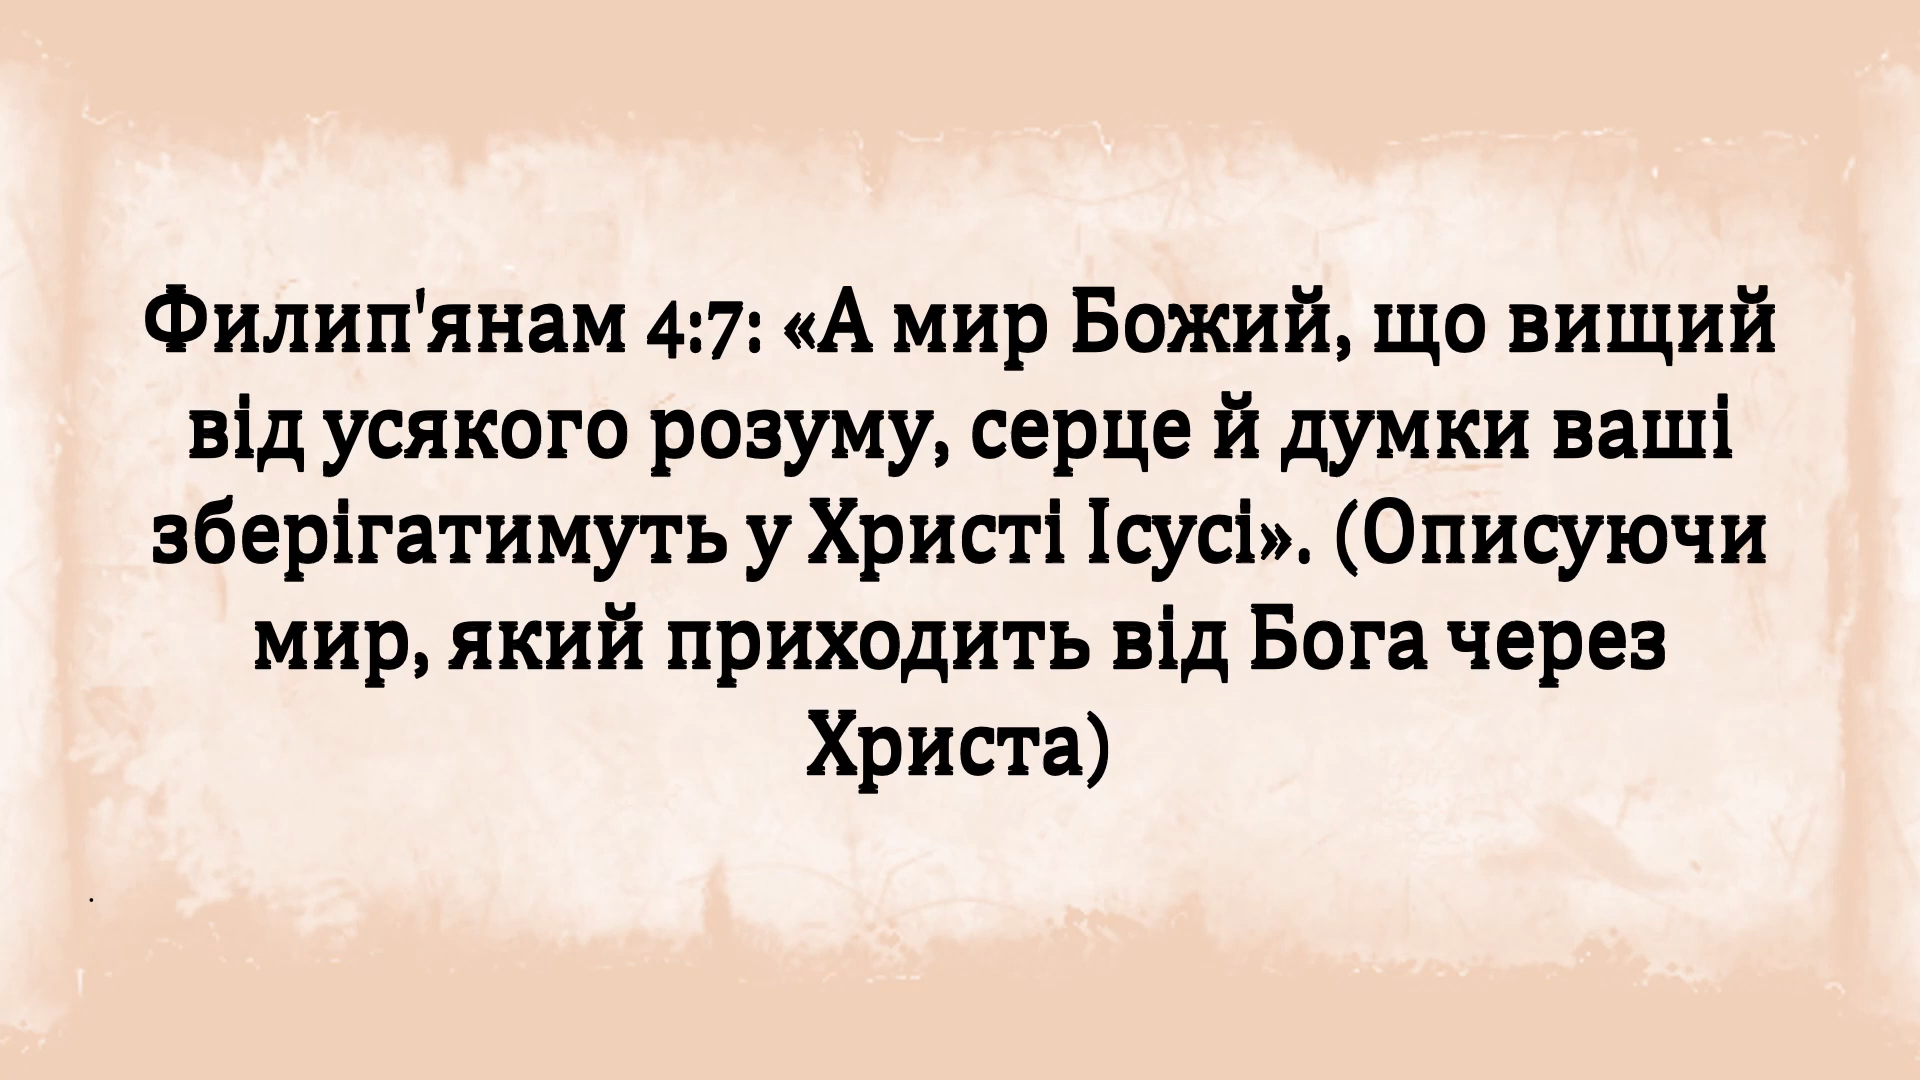 Филип'янам 4:7: «А мир Божий, що вищий
від усякого розуму, серце й думки ваші
зберігатимуть у Христі Ісусі». (Описуючи
мир, який приходить від Бога через
Христа)
.